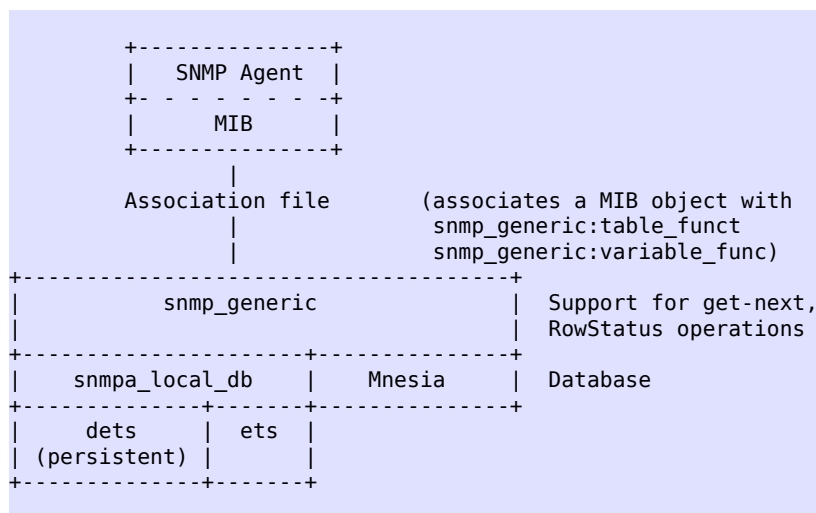 SNMP Agent
MIB
Association file (associates a MIB object with
snmp_generic:table_funct
snmp_generic:variable_func)
snmp_generic Support for get-next,
RowStatus operations
snmpa_local_db Mnesia Database
dets ets
(persistent)